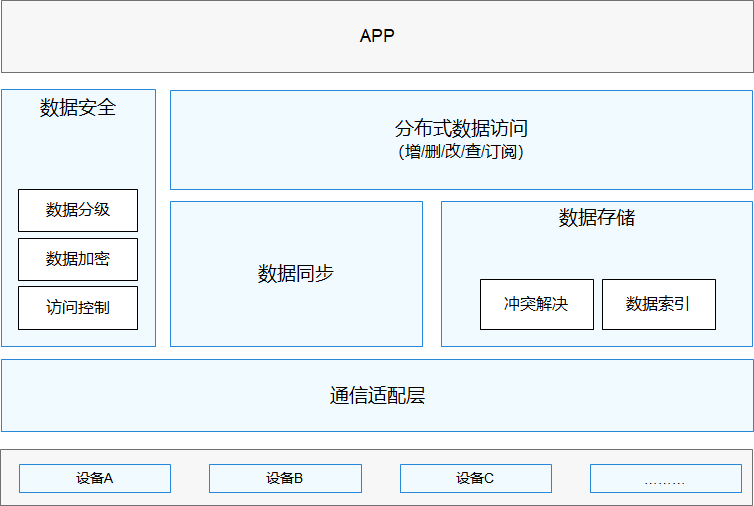 APP
数据安全
数据分级
数据加密
访问控制
分布式数据访问
（增/删/改/查/订阅）
数据同步
数据存储
冲突解决
数据索引
通信适配层
设备A
设备B
设备C
………